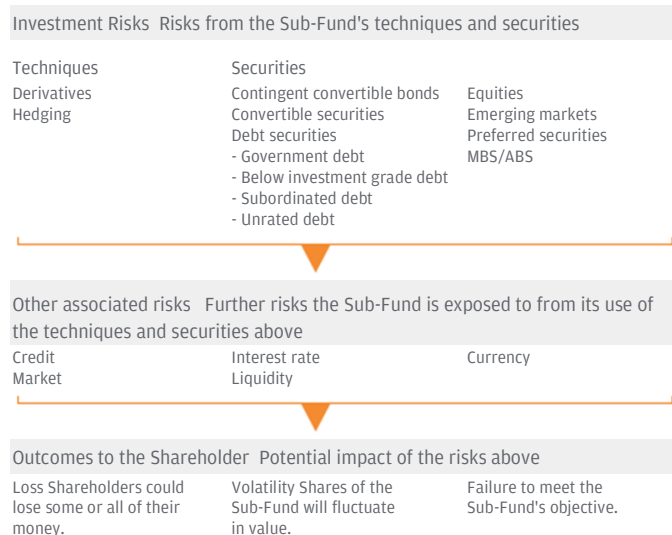 Investment Risks Risks from the Sub-Fund's techniques and securities
Techniques
Derivatives
Hedging
Securities
Contingent convertible bonds
Convertible securities
Debt securities
- Government debt
- Below investment grade debt
- Subordinated debt
- Unrated debt
Equities
Emerging markets
Preferred securities
MBS/ABS
Other associated risks Further risks the Sub-Fund is exposed to from its use of
the techniques and securities above
Credit
Market
Interest rate
Liquidity
Currency
Outcomes to the Shareholder Potential impact of the risks above
Loss Shareholders could
lose some or all of their
money.
Volatility Shares of the
Sub-Fund will fluctuate
in value.
Failure to meet the
Sub-Fund's objective.